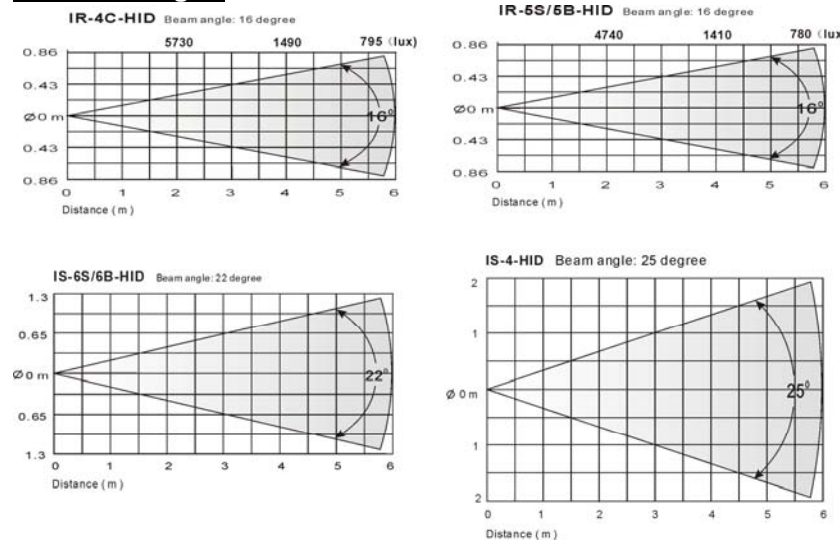 IR-4C-HID Beam angle: 16 degree
5730 1490 795 (lux)
0.86
0.43
Ø0 m
0.43
0.86
16⁰
0 1 2 3 4 5 6
Distance ( m )
IR-5S/5B-HID Beam angle: 16 degree
4740 1410 780 (lux
0.86
0.43
Ø0 m
0.43
0.86
16⁰
0 1 2 3 4 5 6
Distance ( m )
IS-6S/6B-HID Beam angle: 22 degree
1.3
0.65
Ø 0 m
0.65
1.3
22⁰
0 1 2 3 4 5 6
Distance ( m )
IS-4-HID Beam angle: 25 degree
2
1
Ø 0 m
1
2
25⁰
0 1 2 3 4 5 6
Distance ( m )